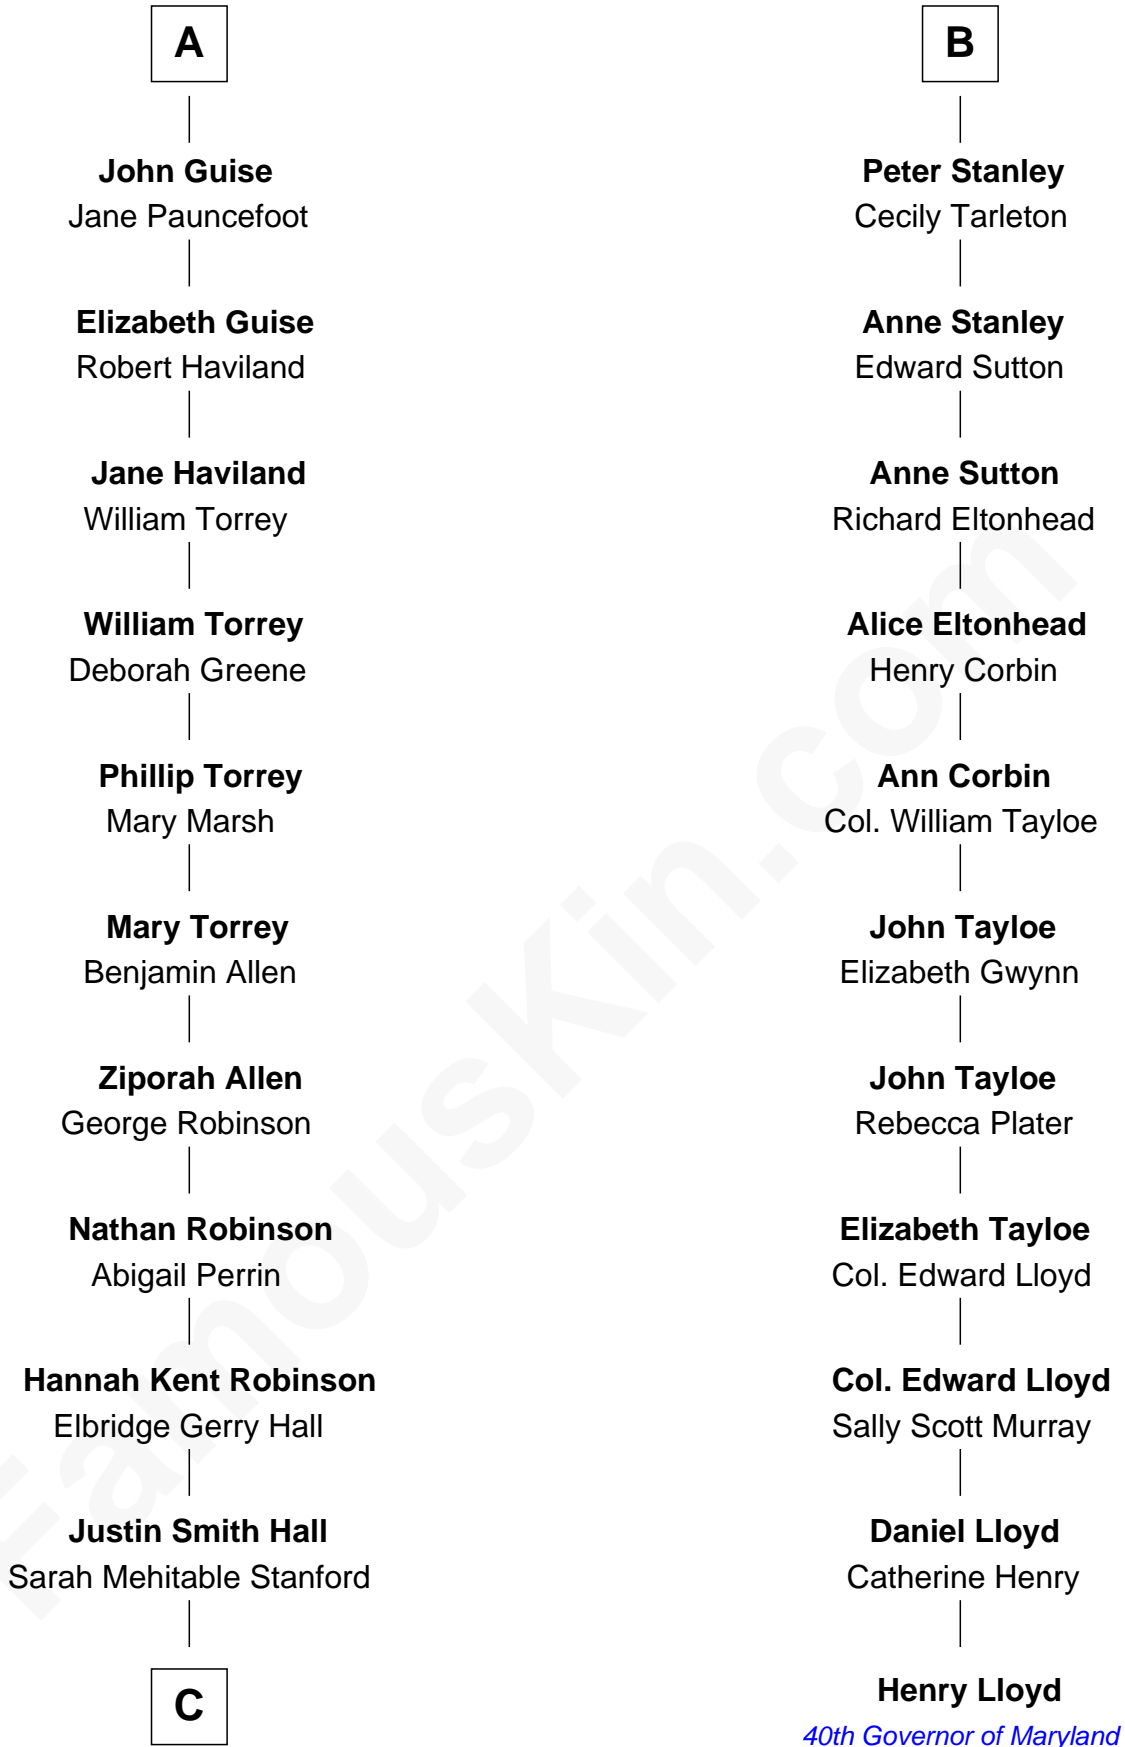 A
John Guise
Jane Pauncefoot
Elizabeth Guise
Robert Haviland
Jane Haviland
William Torrey
William Torrey
Deborah Greene
Phillip Torrey
Mary Marsh
Mary Torrey
Benjamin Allen
Ziporah Allen
George Robinson
Nathan Robinson
Abigail Perrin
Hannah Kent Robinson
Elbridge Gerry Hall
Justin Smith Hall
Sarah Mehitable Stanford
C
B
Peter Stanley
Cecily Tarleton
Anne Stanley
Edward Sutton
Anne Sutton
Richard Eltonhead
Alice Eltonhead
Henry Corbin
Ann Corbin
Col. William Tayloe
John Tayloe
Elizabeth Gwynn
John Tayloe
Rebecca Plater
Elizabeth Tayloe
Col. Edward Lloyd
Col. Edward Lloyd
Sally Scott Murray
Daniel Lloyd
Catherine Henry
Henry Lloyd
40th Governor of Maryland
FamousKin.com